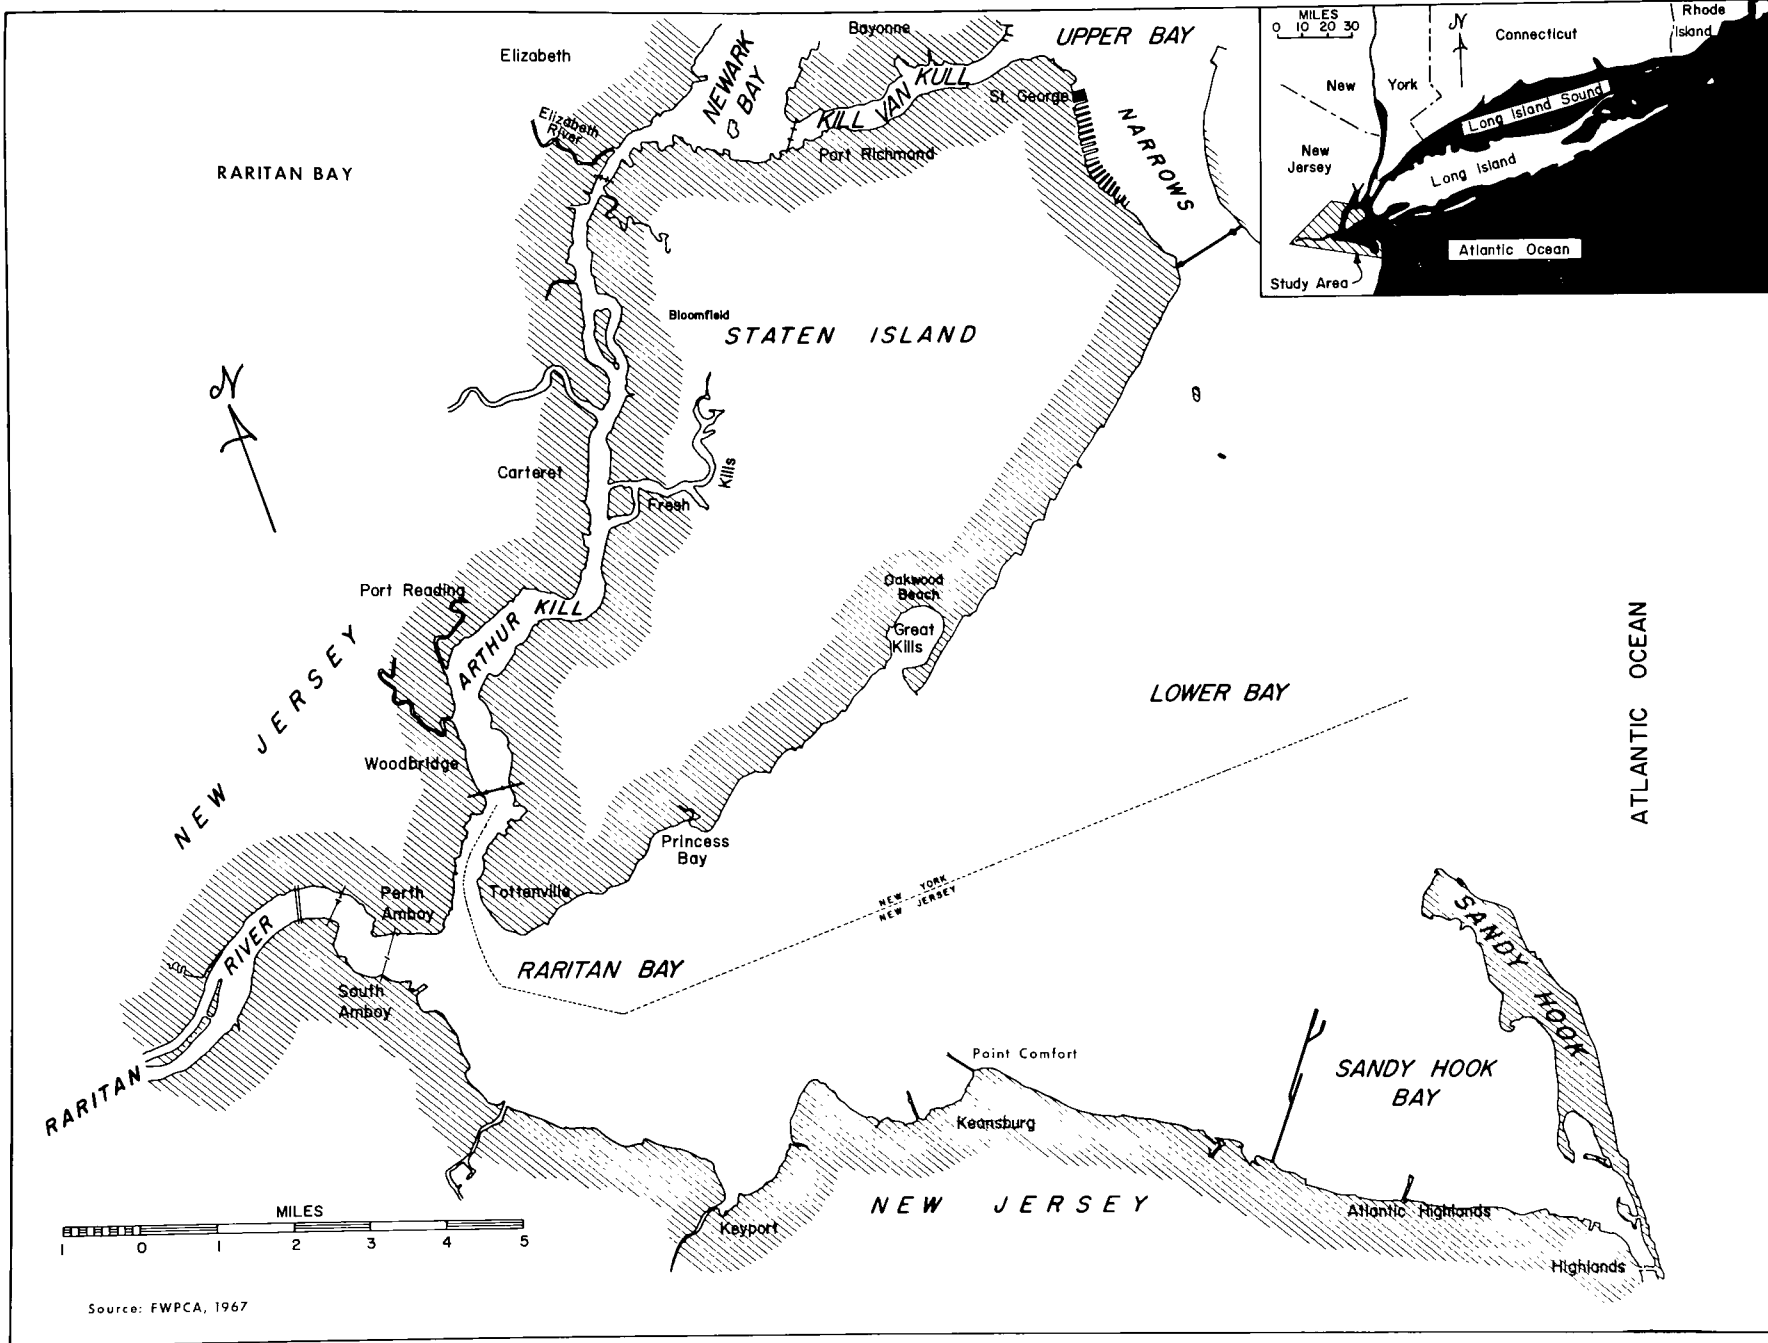 Elizabeth
NEWARK
BAY
Bayonne
UPPER BAY
KILL VAN KULL
St. George
Elizabeth
River
Port Richmond
NARROWS
RARITAN BAY
MILES
0 10 20 30
N
Connecticut
Rhode
Island
New York
Long Island Sound
New
Jersey
Long Island
Atlantic Ocean
Study Area
Bloomfield
STATEN ISLAND
N
Carteret
Fresh
Kills
Port Reading
ARTHUR KILL
Oakwood
Beach
Great
Kills
NEW JERSEY
LOWER BAY
ATLANTIC OCEAN
Woodbridge
Princess
Bay
Perth
Amboy
Tottenville
NEW YORK
NEW JERSEY
SANDY HOOK
RARITAN RIVER
RARITAN BAY
South
Amboy
Point Comfort
SANDY HOOK
BAY
Keansburg
NEW JERSEY
Keyport
Atlantic Highlands
Highlands
MILES
1 0 1 2 3 4 5
Source: FWPCA, 1967